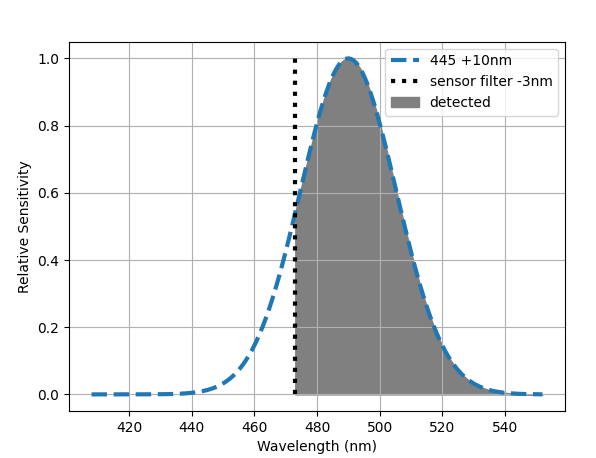 445 +10nm
sensor filter -3nm
detected
1.0
0.8
0.6
0.4
0.2
0.0
Relative Sensitivity
420 440 460 480 500 520 540
Wavelength (nm)